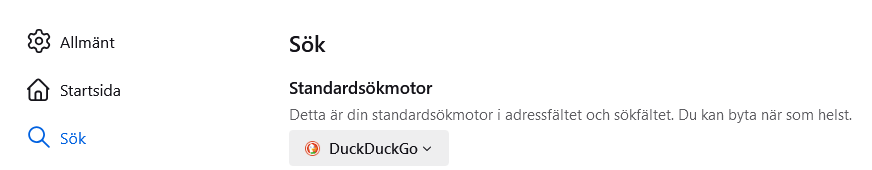 Allmänt
Startsida
Sök
Sök
Standardsökmotor
Detta är din standardsökmotor i adressfältet och sökfältet. Du kan byta när som helst.
DuckDuckGo